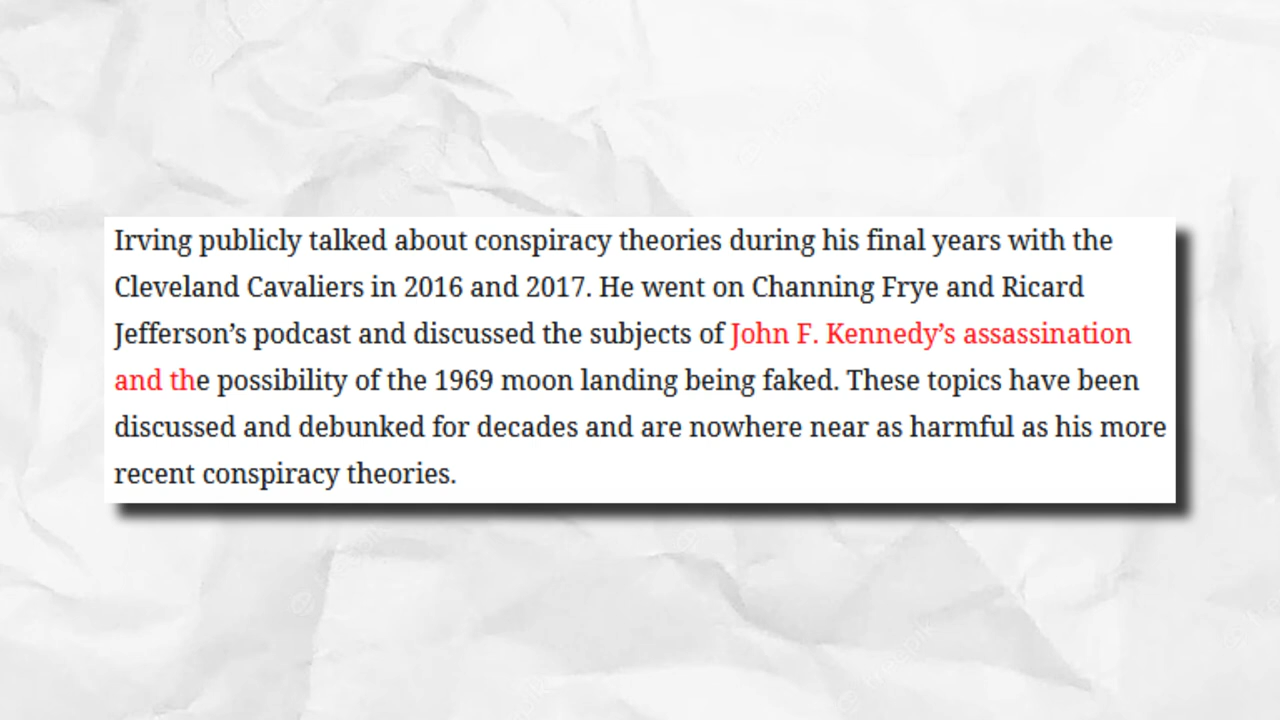 Irving publicly talked about conspiracy theories during his final years with the
Cleveland Cavaliers in 2016 and 2017. He went on Channing Frye and Ricard
Jefferson’s podcast and discussed the subjects of John F. Kennedy’s assassination
and the possibility of the 1969 moon landing being faked. These topics have been
discussed and debunked for decades and are nowhere near as harmful as his more
recent conspiracy theories.